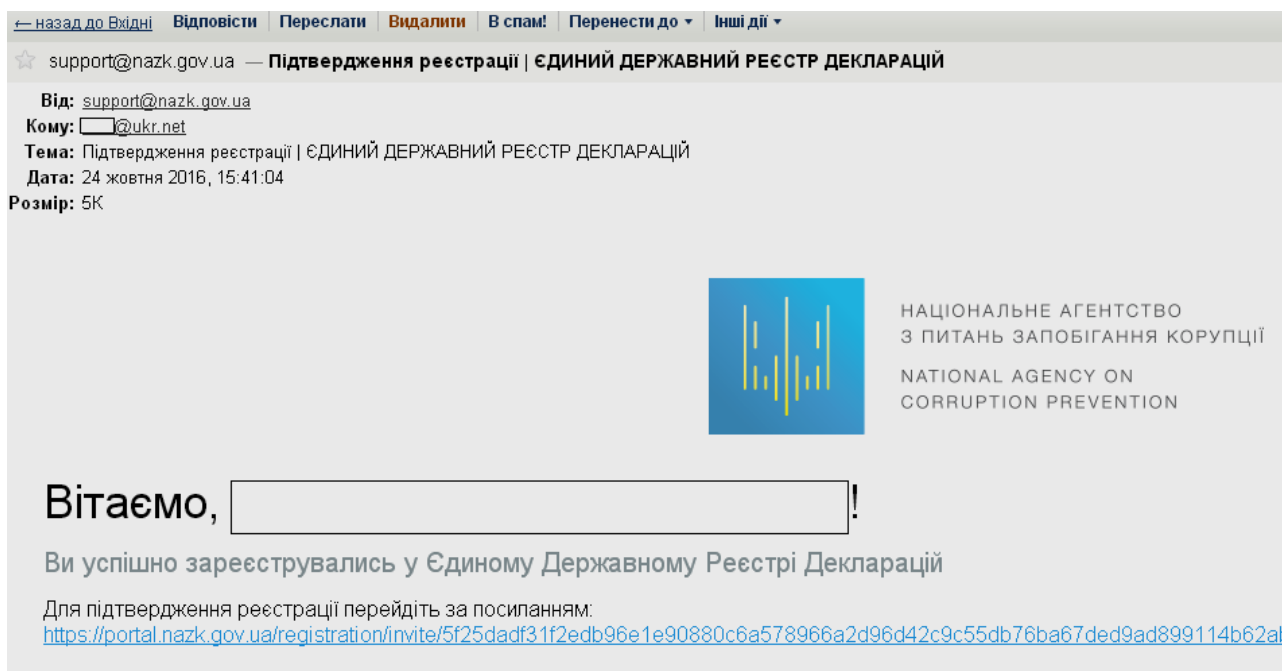 ← назад до Вхідні Відповісти Переслати Видалити В спам! Перенести до ▾ Інші дії ▾
support@nazk.gov.ua — Підтвердження реєстрації | ЄДИНИЙ ДЕРЖАВНИЙ РЕЄСТР ДЕКЛАРАЦІЙ
Від: support@nazk.gov.ua
Кому: @ukr.net
Тема: Підтвердження реєстрації | ЄДИНИЙ ДЕРЖАВНИЙ РЕЄСТР ДЕКЛАРАЦІЙ
Дата: 24 жовтня 2016, 15:41:04
Розмір: 5К
НАЦІОНАЛЬНЕ АГЕНТСТВО
З ПИТАНЬ ЗАПОБІГАННЯ КОРУПЦІЇ
NATIONAL AGENCY ON
CORRUPTION PREVENTION
Вітаємо, !
Ви успішно зареєструвались у Єдиному Державному Реєстрі Декларацій
Для підтвердження реєстрації перейдіть за посиланням:
https://portal.nazk.gov.ua/registration/invite/5f25dadf31f2edb96e1e90880c6a578966a2d96d42c9c55db76ba67ded9ad899114b62a